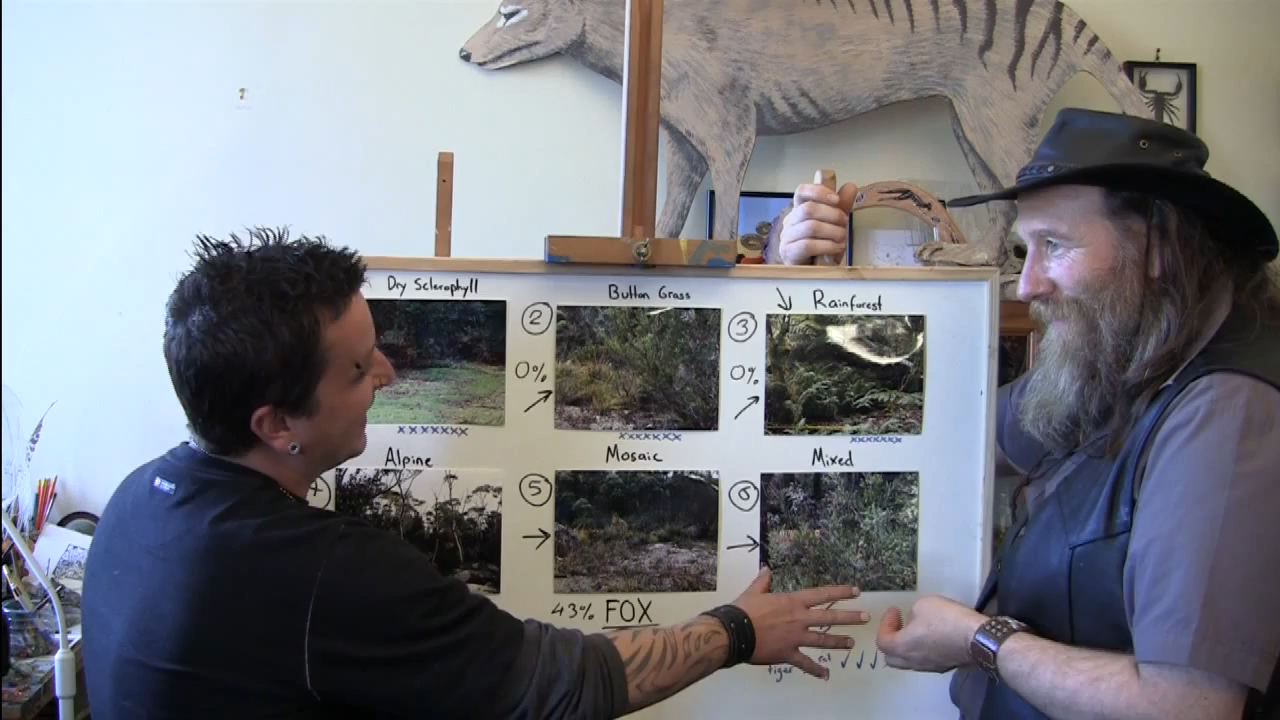 Dry Sclerophyll
Button Grass
Rainforest
2
3
0%
0%
xxxxxxx
xxxxxxx
xxxxxxx
Alpine
Mosaic
Mixed
5
6
43% FOX
tiger